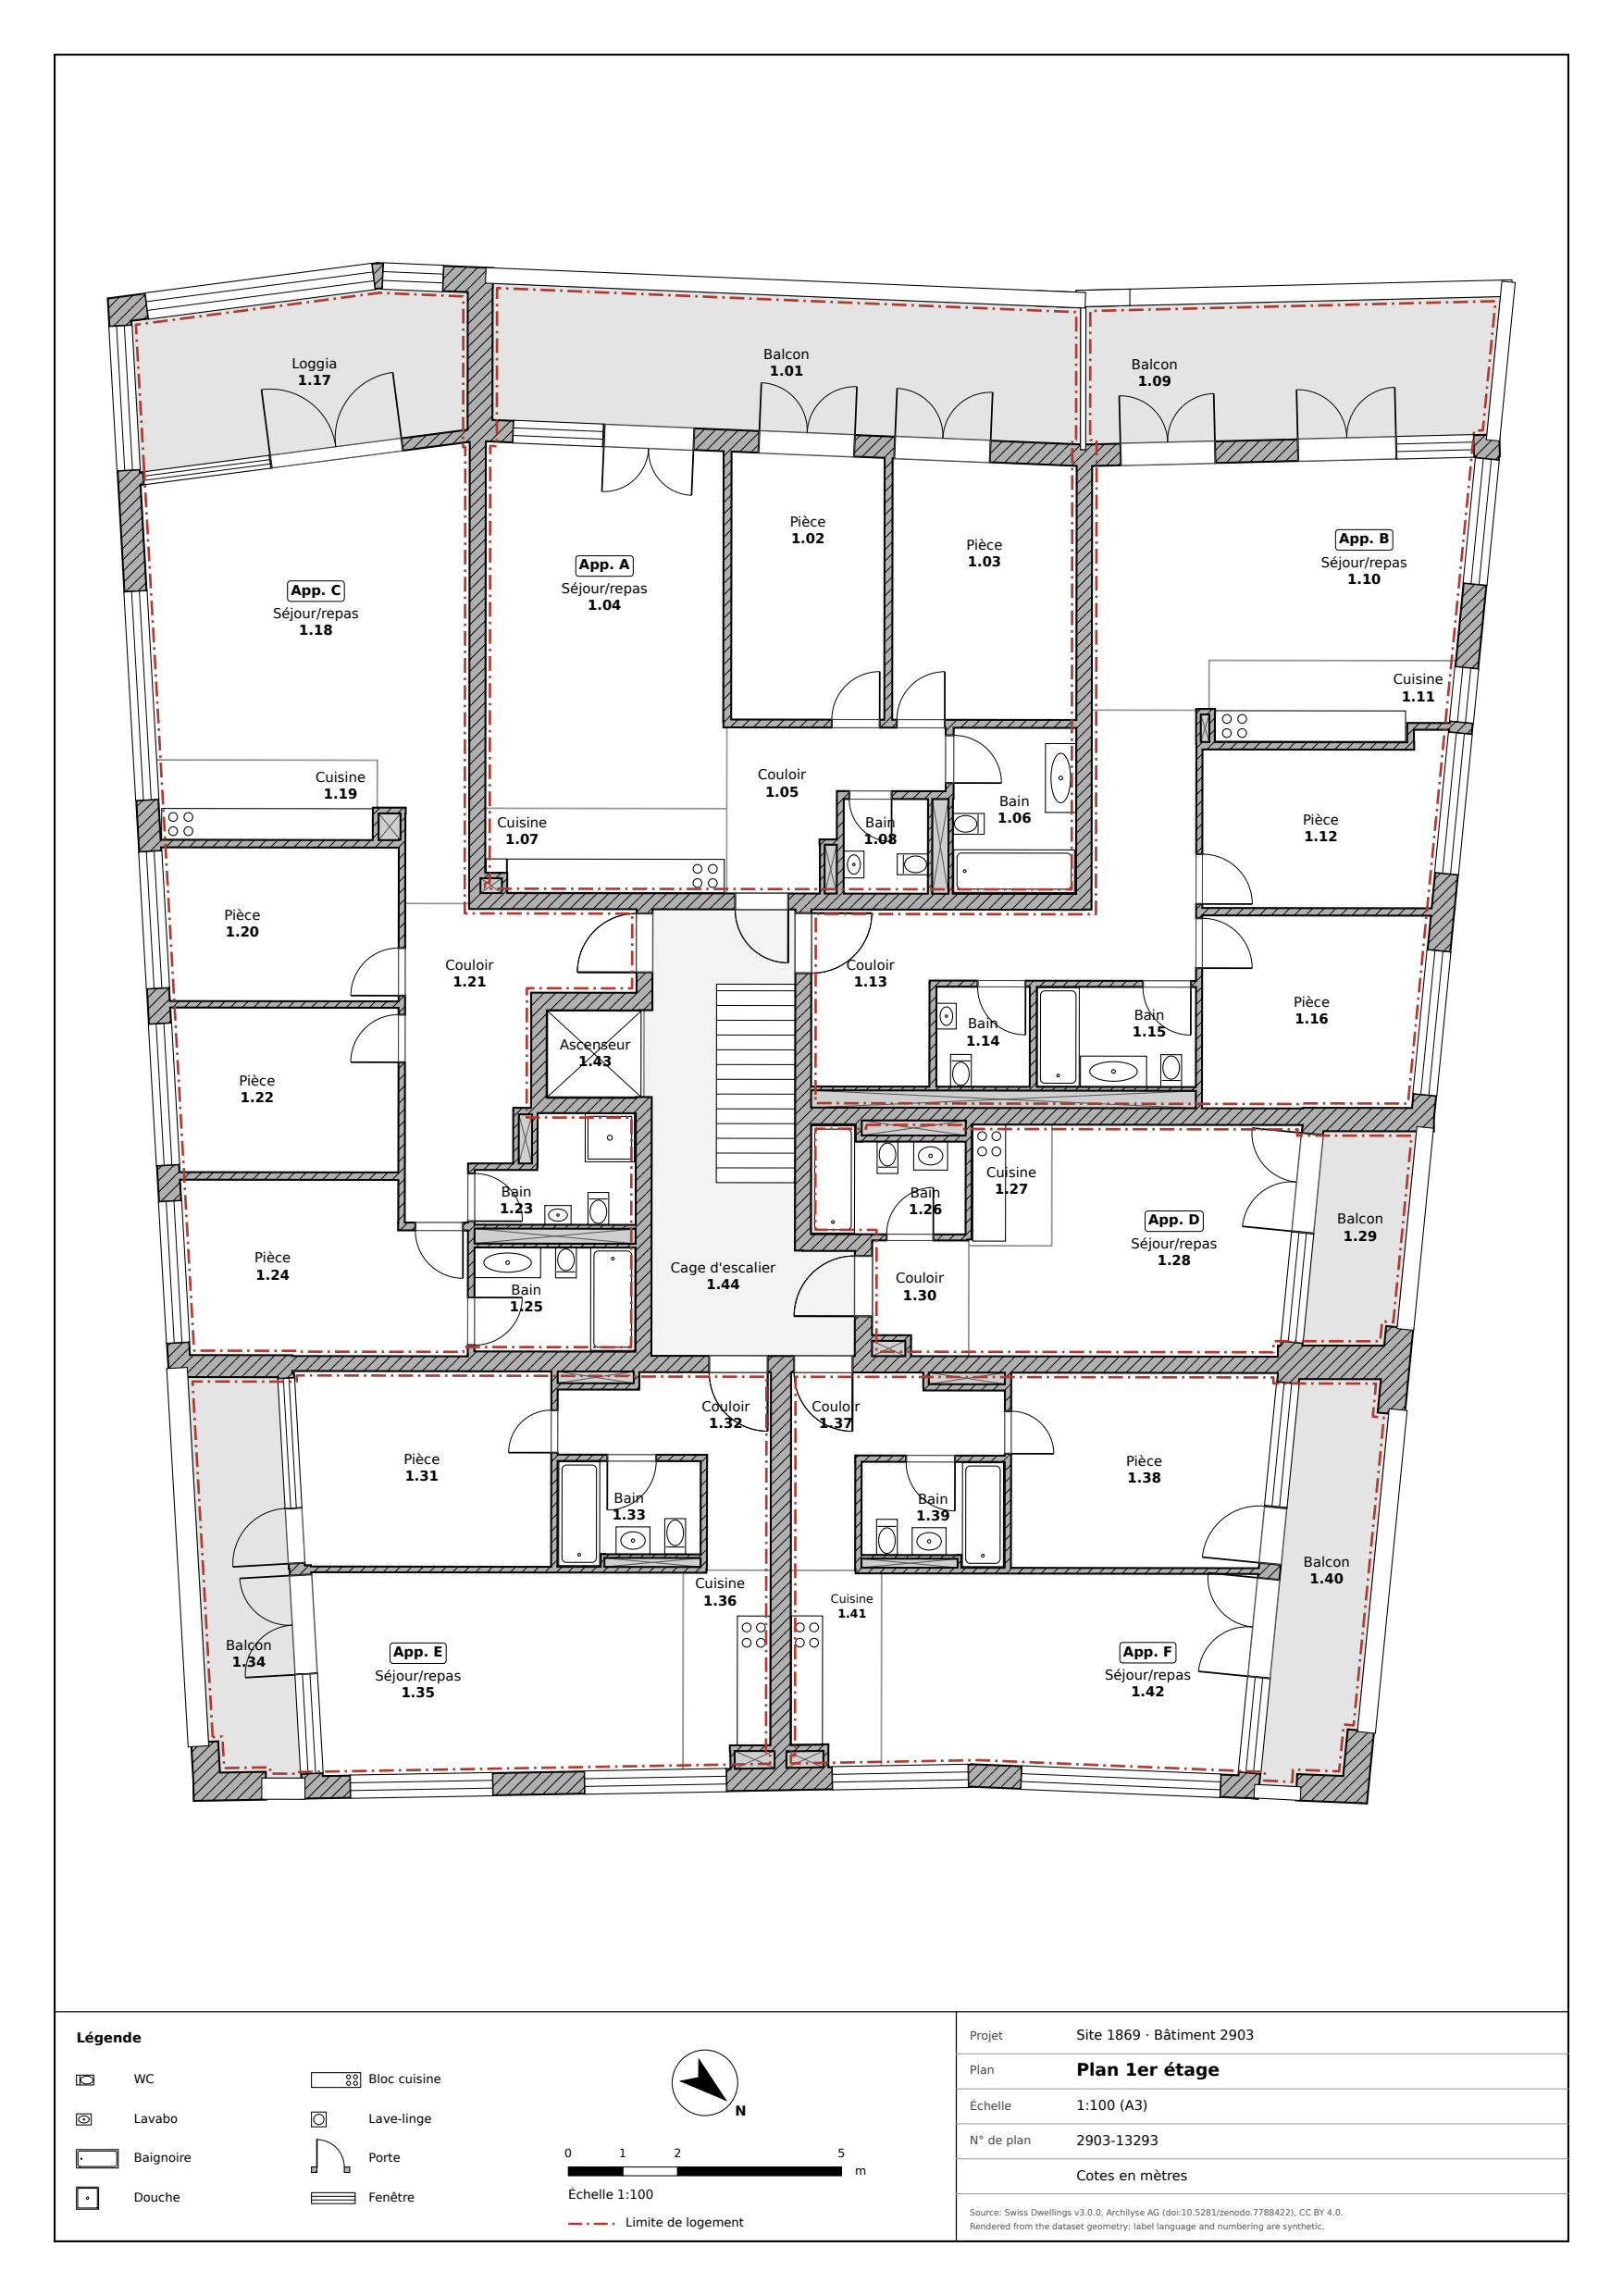 Loggia
1.17
Balcon
1.01
Balcon
1.09
Pièce
1.02
Pièce
1.03
App. A
Séjour/repas
1.04
App. B
Séjour/repas
1.10
App. C
Séjour/repas
1.18
Cuisine
1.11
Cuisine
1.19
Couloir
1.05
Bain
1.06
Cuisine
1.07
Bain
1.08
Pièce
1.12
Pièce
1.20
Couloir
1.21
Couloir
1.13
Bain
1.14
Bain
1.15
Pièce
1.16
Ascenseur
1.43
Pièce
1.22
Bain
1.23
Bain
1.26
Cuisine
1.27
App. D
Séjour/repas
1.28
Balcon
1.29
Pièce
1.24
Bain
1.25
Cage d'escalier
1.44
Couloir
1.30
Couloir
1.32
Couloir
1.37
Pièce
1.31
Pièce
1.38
Bain
1.33
Bain
1.39
Balcon
1.40
Cuisine
1.36
Cuisine
1.41
Balcon
1.34
App. E
Séjour/repas
1.35
App. F
Séjour/repas
1.42
Légende
WC
Lavabo
Baignoire
Douche
Bloc cuisine
Lave-linge
Porte
Fenêtre
N
0 1 2 5
m
Échelle 1:100
Limite de logement
Projet Site 1869 · Bâtiment 2903
Plan Plan 1er étage
Échelle 1:100 (A3)
N° de plan 2903-13293
Cotes en mètres
Source: Swiss Dwellings v3.0.0, Archilyse AG (doi:10.5281/zenodo.7788422), CC BY 4.0.
Rendered from the dataset geometry; label language and numbering are synthetic.